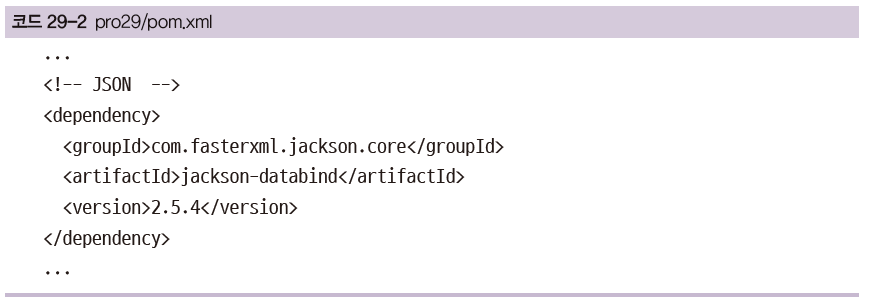 코드 29-2 pro29/pom.xml
...
<!-- JSON  -->
<dependency>
  <groupId>com.fasterxml.jackson.core</groupId>
  <artifactId>jackson-databind</artifactId>
  <version>2.5.4</version>
</dependency>
...